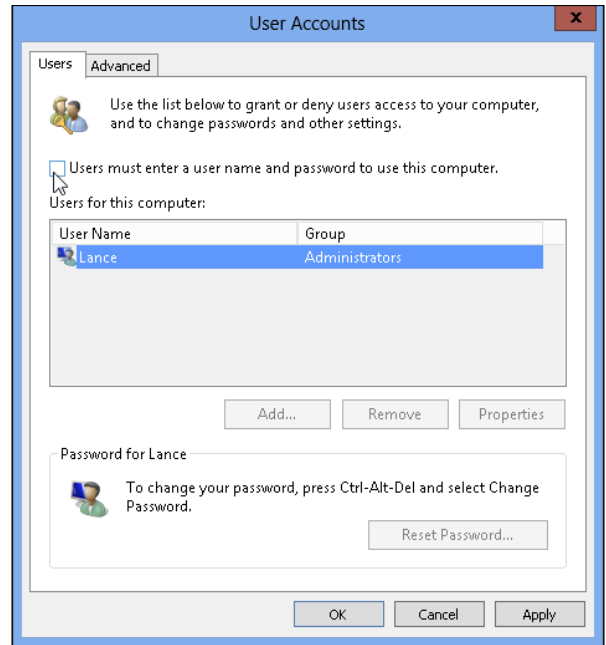 User Accounts
x
Users
Advanced
Use the list below to grant or deny users access to your computer,
and to change passwords and other settings.
Users must enter a user name and password to use this computer.
Users for this computer:
User Name
Group
Lance
Administrators
Add...
Remove
Properties
Password for Lance
To change your password, press Ctrl-Alt-Del and select Change
Password.
Reset Password...
OK
Cancel
Apply